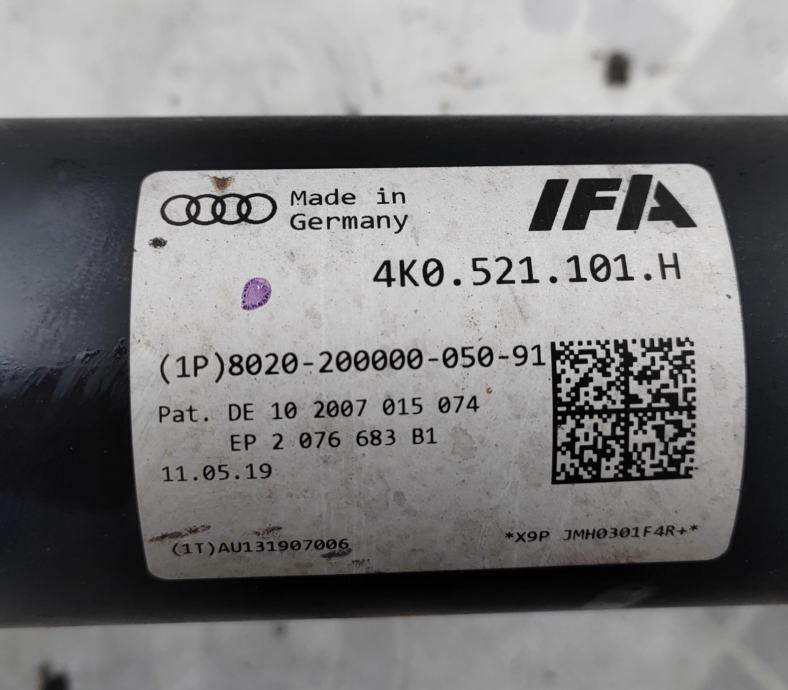 Made in
Germany
IFA
4K0.521.101.H
(1P)8020-200000-050-91
Pat. DE 10 2007 015 074
EP 2 076 683 B1
11.05.19
(1T)AU131907006
*X9P JMH0301F4R+*